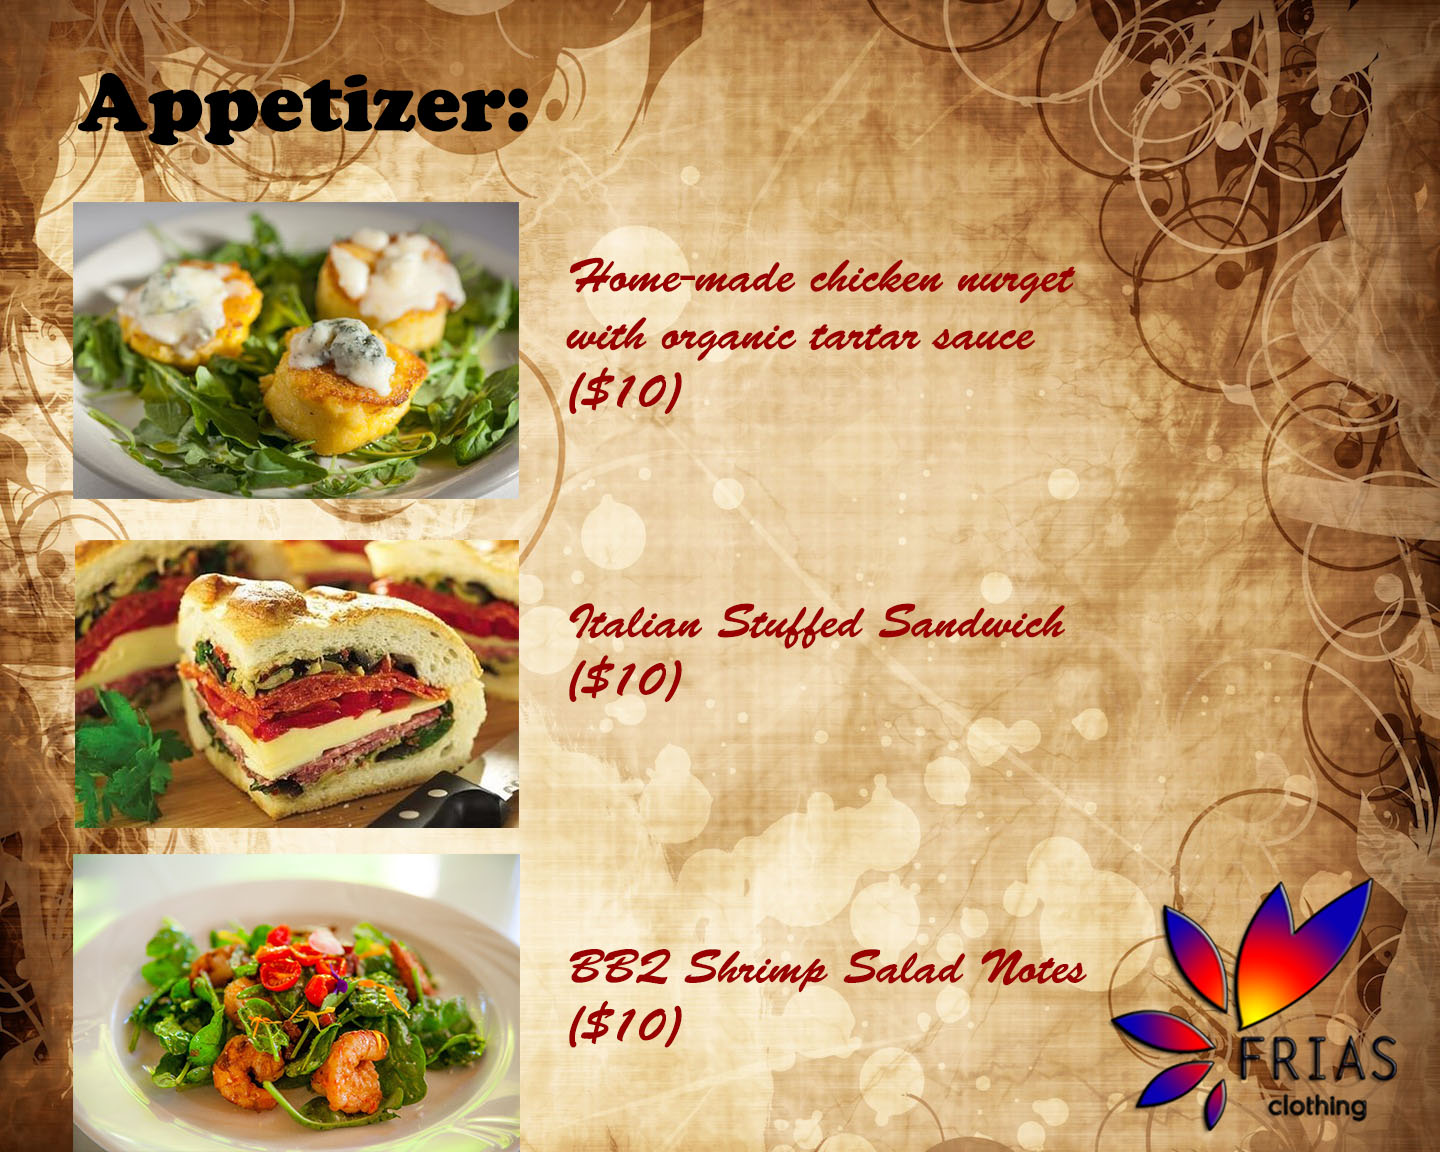 Appetizer:
Home-made chicken nurget
with organic tartar sauce
($10)
Italian Stuffed Sandwich
($10)
BBQ Shrimp Salad Notes
($10)
FRIAS
clothing